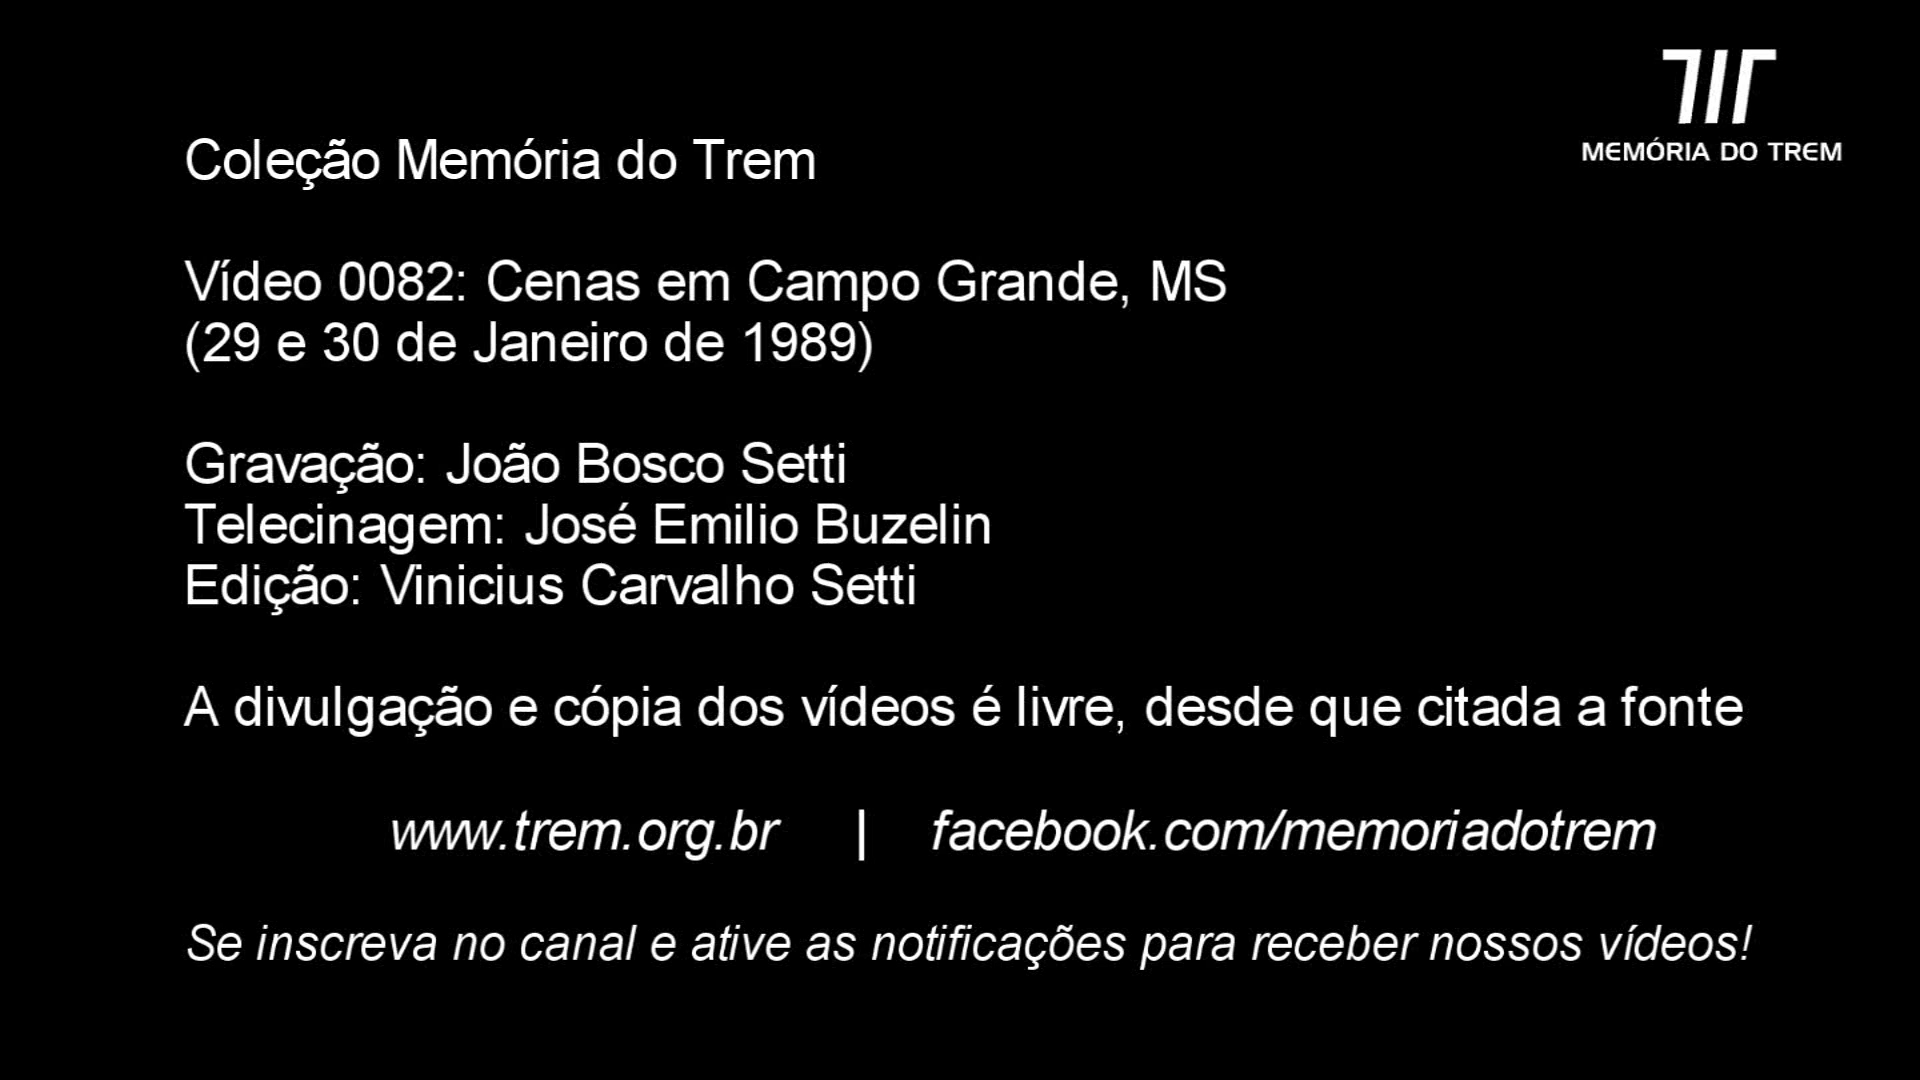 MEMÓRIA DO TREM
Coleção Memória do Trem
Vídeo 0082: Cenas em Campo Grande, MS
(29 e 30 de Janeiro de 1989)
Gravação: João Bosco Setti
Telecinagem: José Emilio Buzelin
Edição: Vinicius Carvalho Setti
A divulgação e cópia dos vídeos é livre, desde que citada a fonte
www.trem.org.br | facebook.com/memoriadotrem
Se inscreva no canal e ative as notificações para receber nossos vídeos!